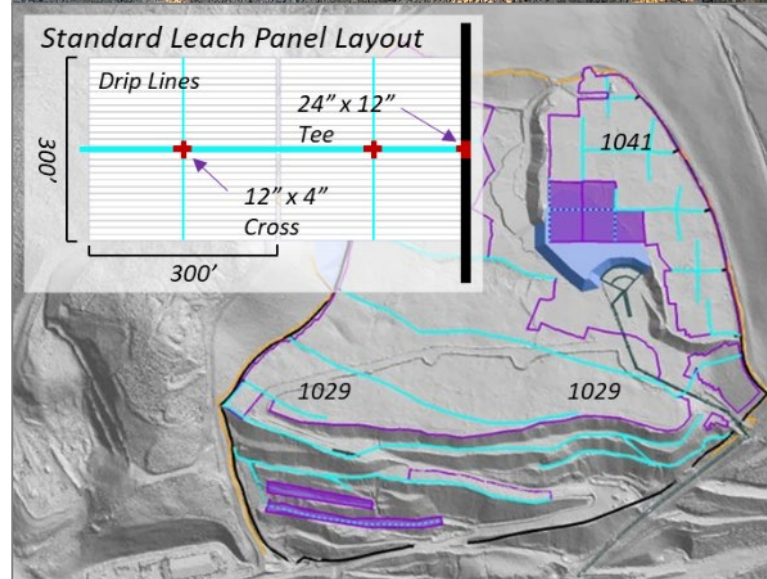 Standard Leach Panel Layout
Drip Lines
24” x 12”
Tee
300’
12” x 4”
Cross
300’
1041
1029
1029